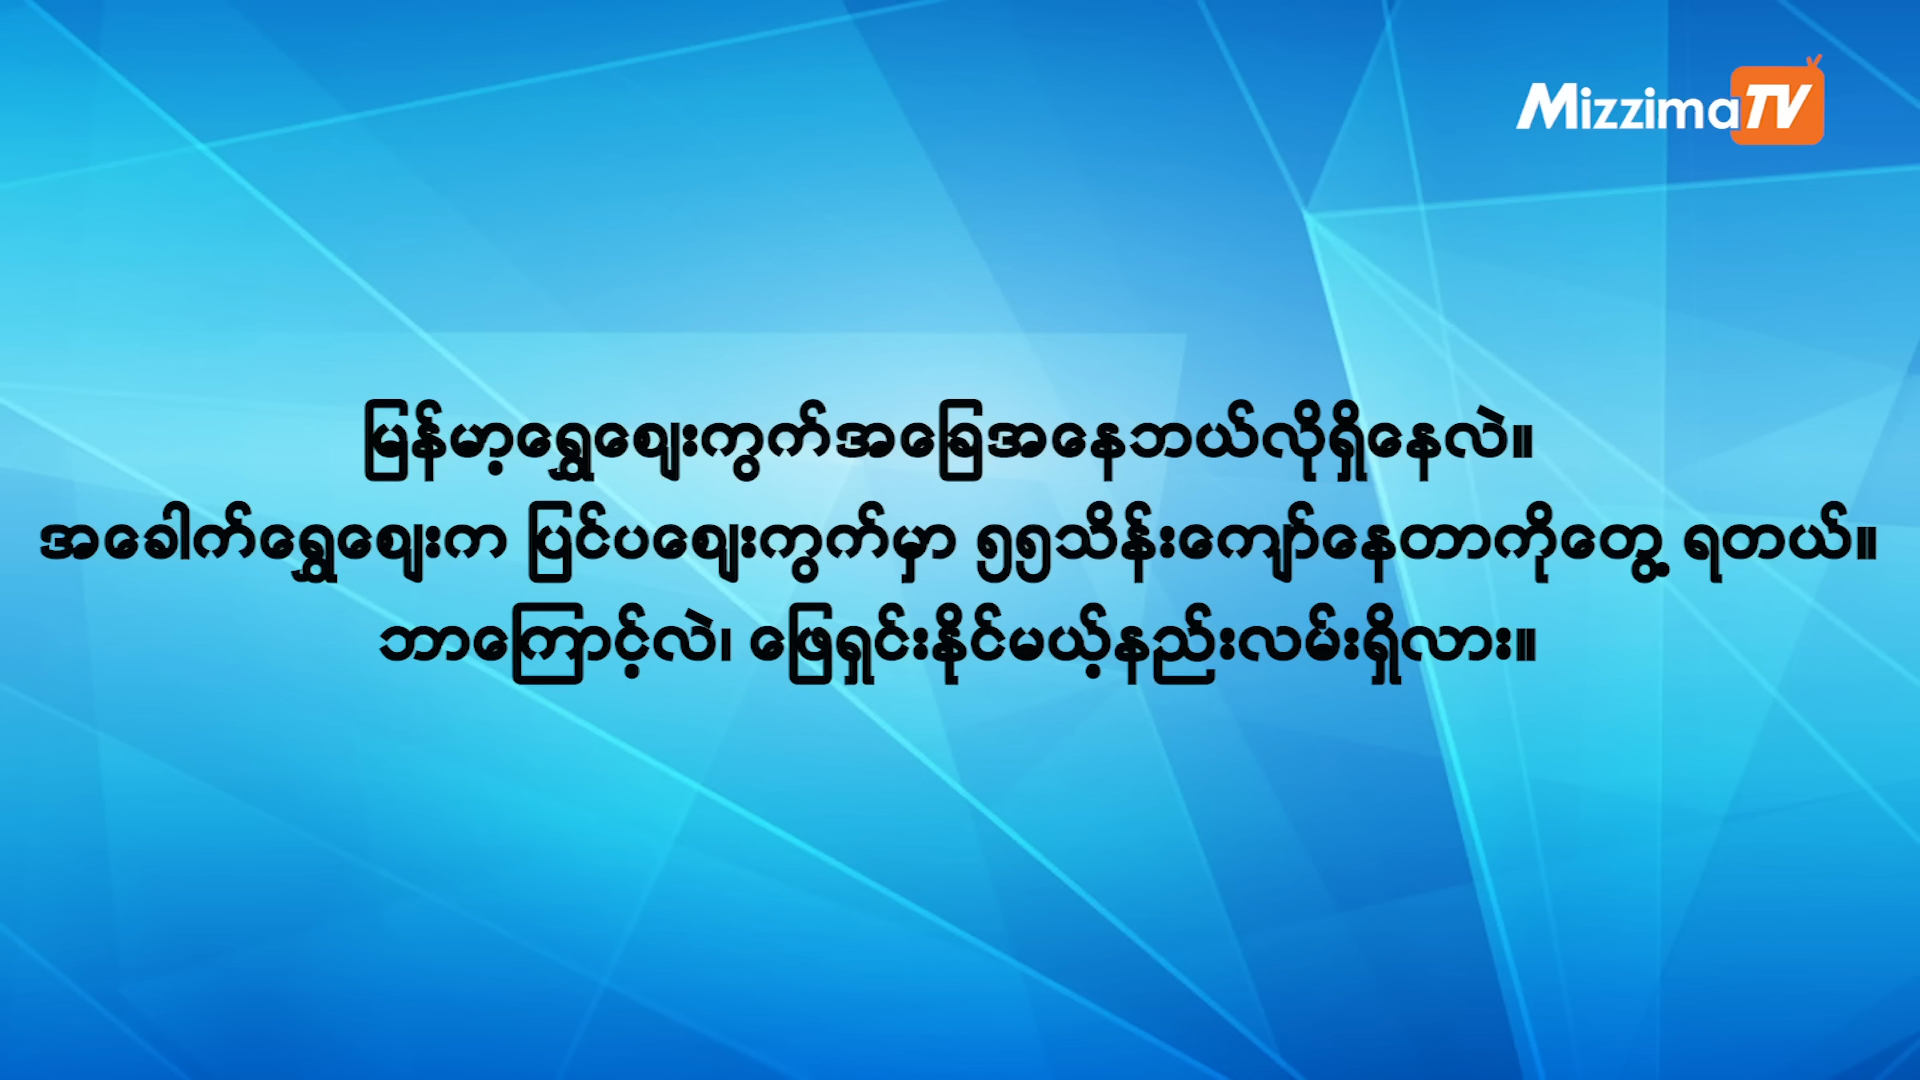 MizzimaTV
မြန်မာ့ရွှေဈေးကွက်အခြေအနေဘယ်လိုရှိနေလဲ။
အခေါက်ရွှေဈေးက ပြင်ပဈေးကွက်မှာ ၅၅သိန်းကျော်နေတာကိုတွေ့ ရတယ်။
ဘာကြောင့်လဲ၊ ဖြေရှင်းနိုင်မယ့်နည်းလမ်းရှိလား။